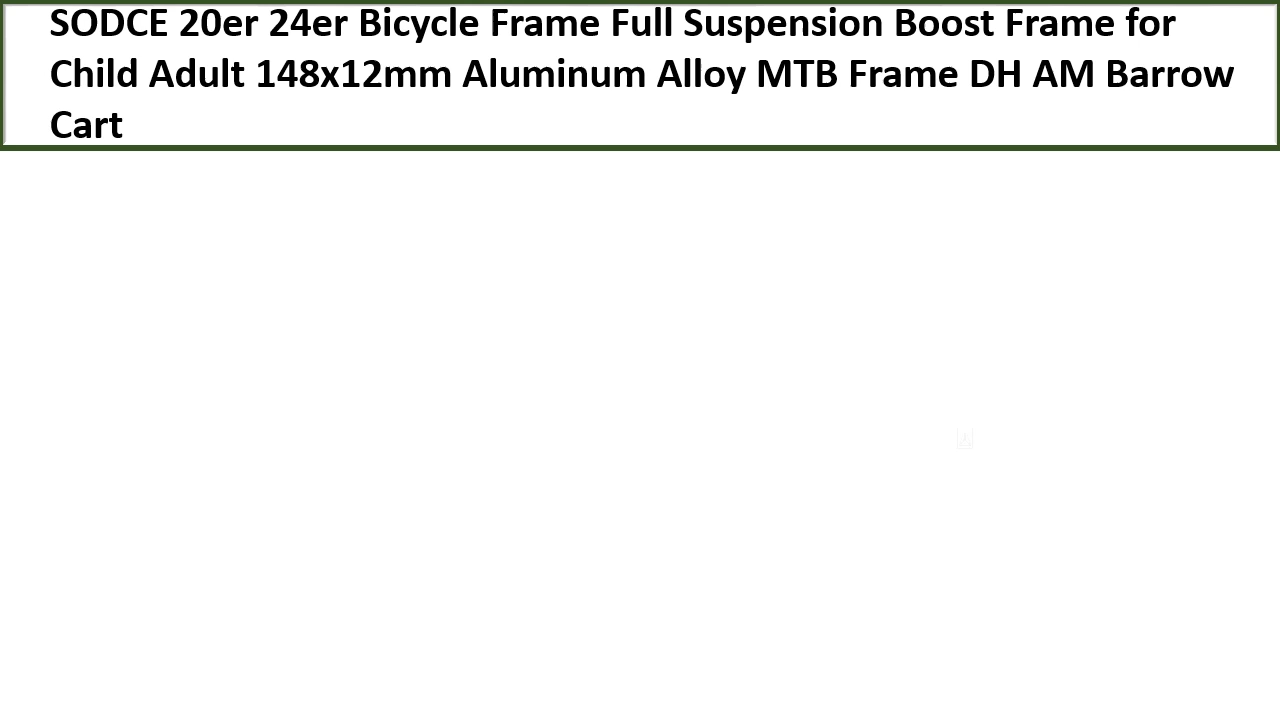 SODCE 20er 24er Bicycle Frame Full Suspension Boost Frame for
Child Adult 148x12mm Aluminum Alloy MTB Frame DH AM Barrow
Cart